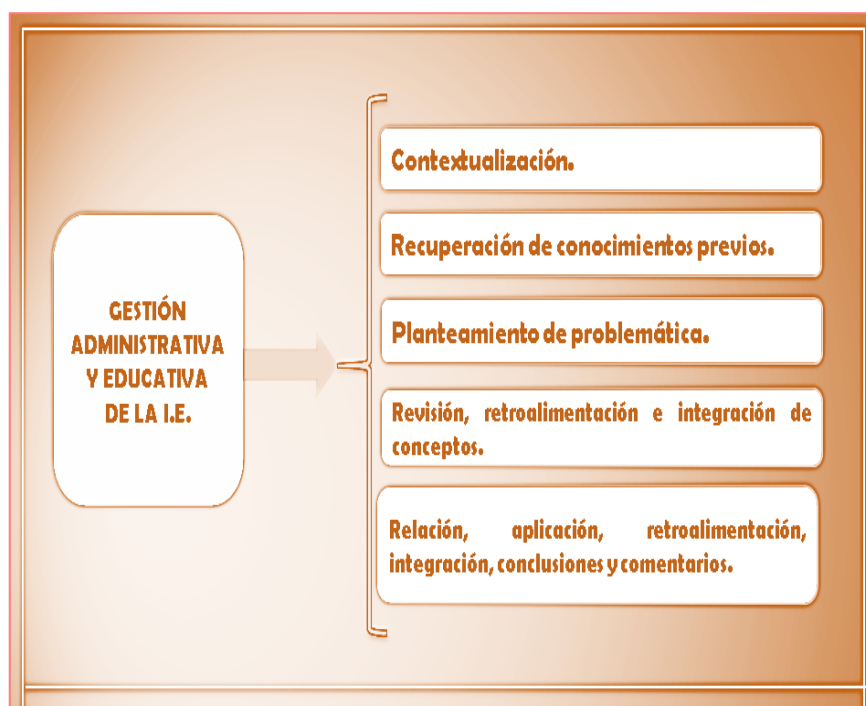 GESTIÓN
ADMINISTRATIVA
Y EDUCATIVA
DE LA I.E.
Contextualización.
Recuperación de conocimientos previos.
Planteamiento de problemática.
Revisión, retroalimentación e integración de
conceptos.
Relación, aplicación, retroalimentación,
integración, conclusiones y comentarios.